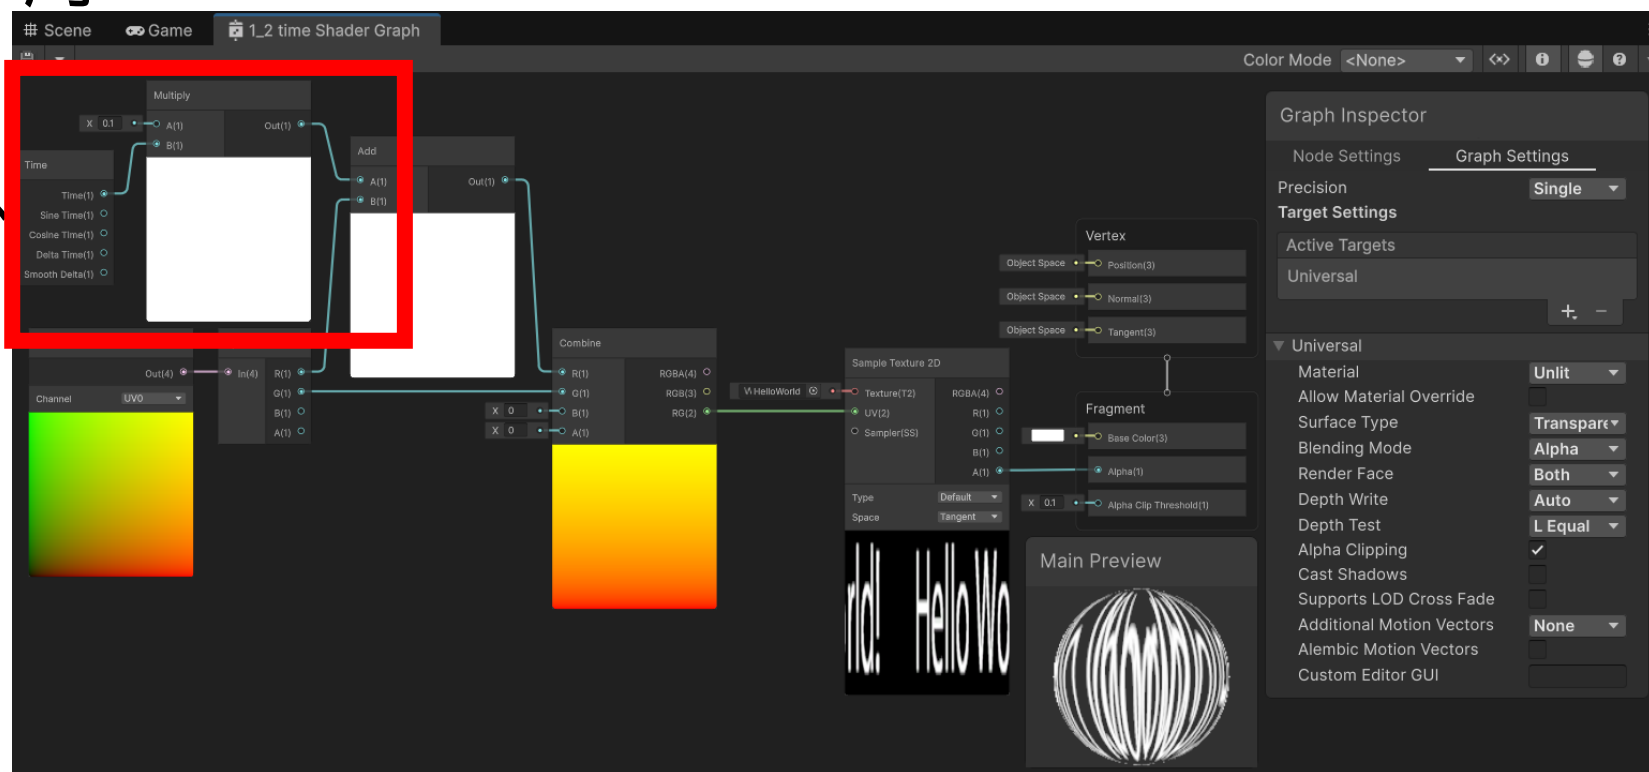 Scene Game 1_2 time Shader Graph
Color Mode <None>
Multiply
X 0.1 A(1) Out(1)
B(1)
Time
Time(1)
Sine Time(1)
Cosine Time(1)
Delta Time(1)
Smooth Delta(1)
Add
A(1) Out(1)
B(1)
Out(4)
Channel UV0
In(4) R(1)
G(1)
B(1)
A(1)
Combine
R(1) RGBA(4)
G(1) RGB(3)
X 0 B(1) RG(2)
X 0 A(1)
Sample Texture 2D
HelloWorld Texture(T2) RGBA(4)
UV(2) R(1)
Sampler(SS) G(1)
B(1)
A(1)
Type Default
Space Tangent
rld! Hello Wo
Vertex
Object Space Position(3)
Object Space Normal(3)
Object Space Tangent(3)
Fragment
Base Color(3)
Alpha(1)
X 0.1 Alpha Clip Threshold(1)
Main Preview
Graph Inspector
Node Settings Graph Settings
Precision Single
Target Settings
Active Targets
Universal
Universal
Material Unlit
Allow Material Override
Surface Type Transpare
Blending Mode Alpha
Render Face Both
Depth Write Auto
Depth Test L Equal
Alpha Clipping
Cast Shadows
Supports LOD Cross Fade
Additional Motion Vectors None
Alembic Motion Vectors
Custom Editor GUI